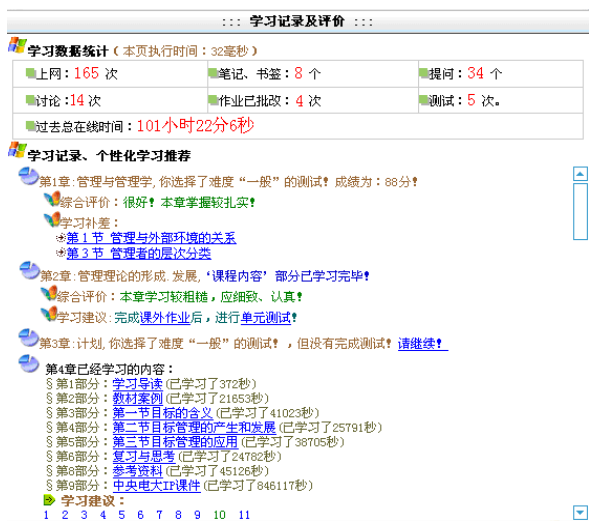 ::: 学习记录及评价 :::
学习数据统计（本页执行时间：32毫秒）
上网：165 次 笔记、书签：8 个 提问：34 个
讨论:14 次 作业已批改：4 次 测试：5 次。
过去总在线时间：101小时22分6秒
学习记录、个性化学习推荐
第1章:管理与管理学,你选择了难度“一般”的测试！成绩为：88分！
综合评价：很好！本章掌握较扎实！
学习补差：
第1节 管理与外部环境的关系
第3节 管理者的层次分类
第2章:管理理论的形成.发展,‘课程内容’部分已学习完毕！
综合评价：本章学习较粗糙，应细致、认真！
学习建议:完成课外作业后，进行单元测试！
第3章:计划,你选择了难度“一般”的测试！，但没有完成测试！请继续！
第4章已经学习的内容：
§第1部分：学习导读(已学习了372秒)
§第2部分：教材案例(已学习了21653秒)
§第3部分：第一节目标的含义(已学习了41023秒)
§第4部分：第二节目标管理的产生和发展(已学习了25791秒)
§第5部分：第三节目标管理的应用(已学习了38705秒)
§第6部分：复习与思考(已学习了24782秒)
§第8部分：参考资料(已学习了45126秒)
§第9部分：中央电大IP课件(已学习了846117秒)
学习建议：
1 2 3 4 5 6 7 8 9 10 11